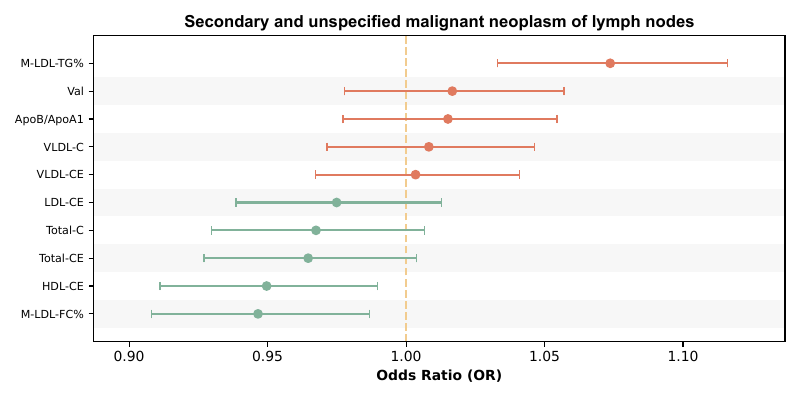 Secondary and unspecified malignant neoplasm of lymph nodes
M-LDL-TG%
Val
ApoB/ApoA1
VLDL-C
VLDL-CE
LDL-CE
Total-C
Total-CE
HDL-CE
M-LDL-FC%
0.90 0.95 1.00 1.05 1.10
Odds Ratio (OR)